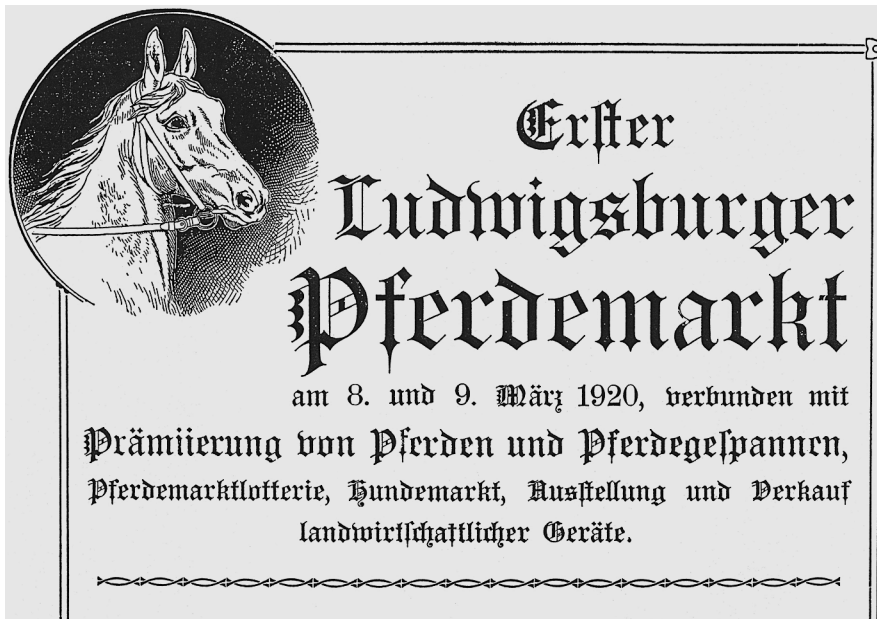 Erster
Ludwigsburger
Pferdemarkt
am 8. und 9. März 1920, verbunden mit
Prämiierung von Pferden und Pferdegespannen,
Pferdemarktlotterie, Hundemarkt, Ausstellung und Verkauf
landwirtschaftlicher Geräte.